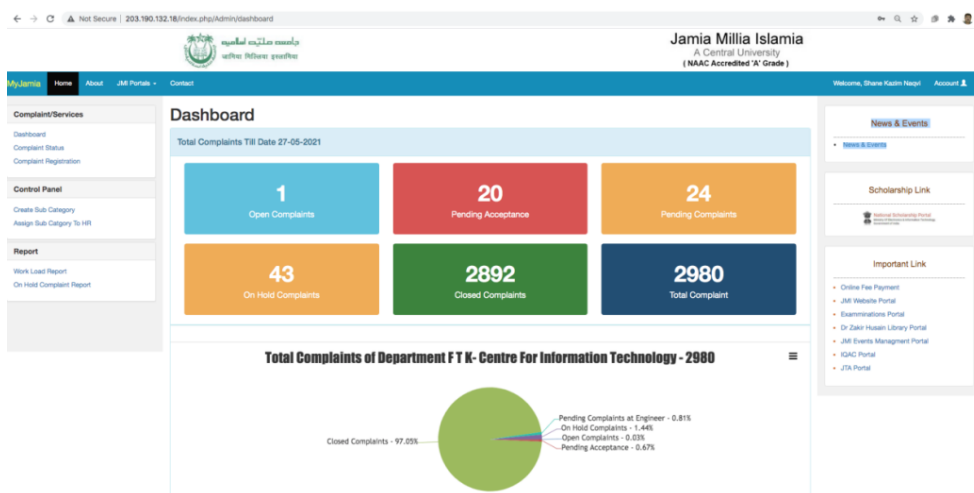 Not Secure | 203.190.132.18/index.php/Admin/dashboard
जामिया मिल्लिया इस्लामिया
Jamia Millia Islamia
A Central University
( NAAC Accredited 'A' Grade )
MyJamia Home About JMI Portals Contact Welcome, Shane Kazim Naqvi Account
Complaint/Services
Dashboard
Complaint Status
Complaint Registration
Control Panel
Create Sub Category
Assign Sub Catgory To HR
Report
Work Load Report
On Hold Complaint Report
Dashboard
Total Complaints Till Date 27-05-2021
1
Open Complaints
20
Pending Acceptance
24
Pending Complaints
43
On Hold Complaints
2892
Closed Complaints
2980
Total Complaint
Total Complaints of Department F T K- Centre For Information Technology - 2980
Closed Complaints - 97.05%
Pending Complaints at Engineer - 0.81%
On Hold Complaints - 1.44%
Open Complaints - 0.03%
Pending Acceptance - 0.67%
News & Events
News & Events
Scholarship Link
National Scholarship Portal
Important Link
Online Fee Payment
JMI Website Portal
Examminations Portal
Dr Zakir Husain Library Portal
JMI Events Managment Portal
IQAC Portal
JTA Portal